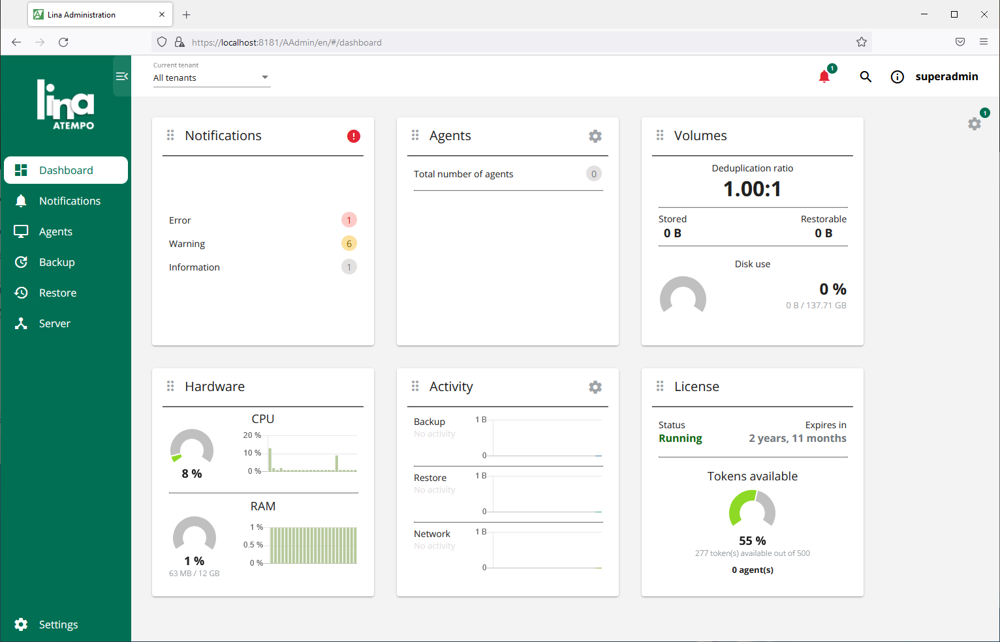 Lina Administration
https://localhost:8181/AAdmin/en/#/dashboard
lina
ATEMPO
Current tenant
All tenants
1
superadmin
1
Dashboard
Notifications
Agents
Backup
Restore
Server
Settings
Notifications
Error 1
Warning 6
Information 1
Agents
Total number of agents 0
Volumes
Deduplication ratio
1.00:1
Stored Restorable
0 B 0 B
Disk use
0 %
0 B / 137.71 GB
Hardware
CPU
20 %
10 %
0 %
8 %
RAM
1 %
0.5 %
0 %
1 %
63 MB / 12 GB
Activity
Backup 1 B
No activity
0
Restore 1 B
No activity
0
Network 1 B
No activity
0
License
Status Expires in
Running 2 years, 11 months
Tokens available
55 %
277 token(s) available out of 500
0 agent(s)